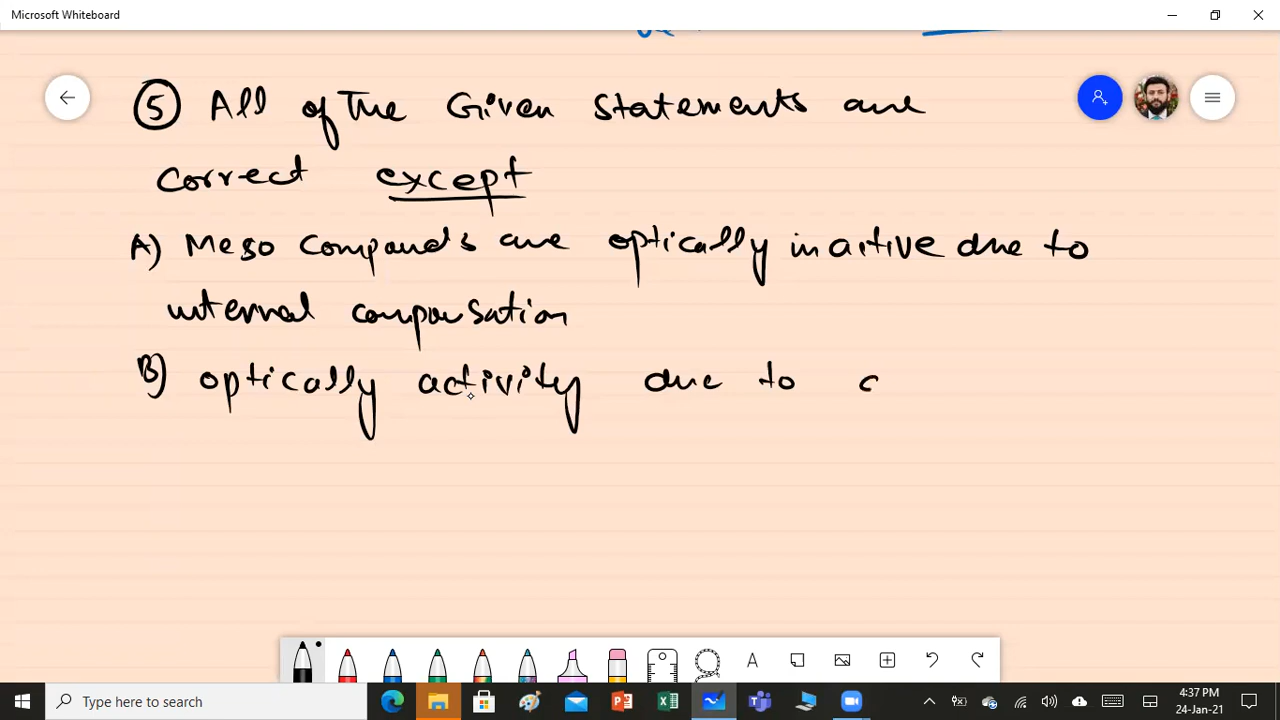 Microsoft Whiteboard
5 All of The Given Statements are
Correct except
A) Meso Compounds are optically inactive due to
internal compensation
B) optically activity due to c
A
Type here to search
4:37 PM
24-Jan-21